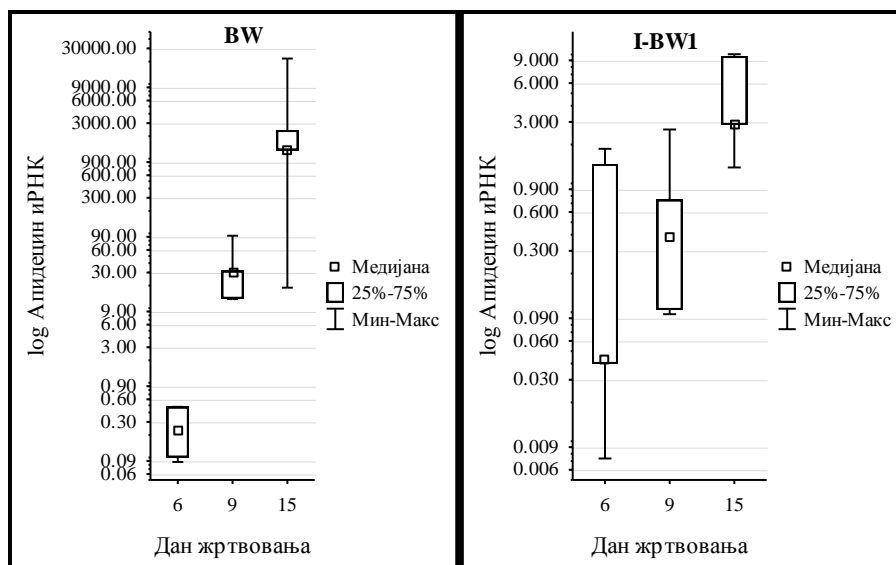 BW
30000.00
9000.00
6000.00
3000.00
900.00
600.00
300.00
90.00
60.00
30.00
9.00
6.00
3.00
0.90
0.60
0.30
0.09
0.06
log Апидецин иРНК
6 9 15
Дан жртвовања
Медијана
25%-75%
Мин-Макс
I-BW1
9.000
6.000
3.000
0.900
0.600
0.300
0.090
0.060
0.030
0.009
0.006
log Апидецин иРНК
6 9 15
Дан жртвовања
Медијана
25%-75%
Мин-Макс